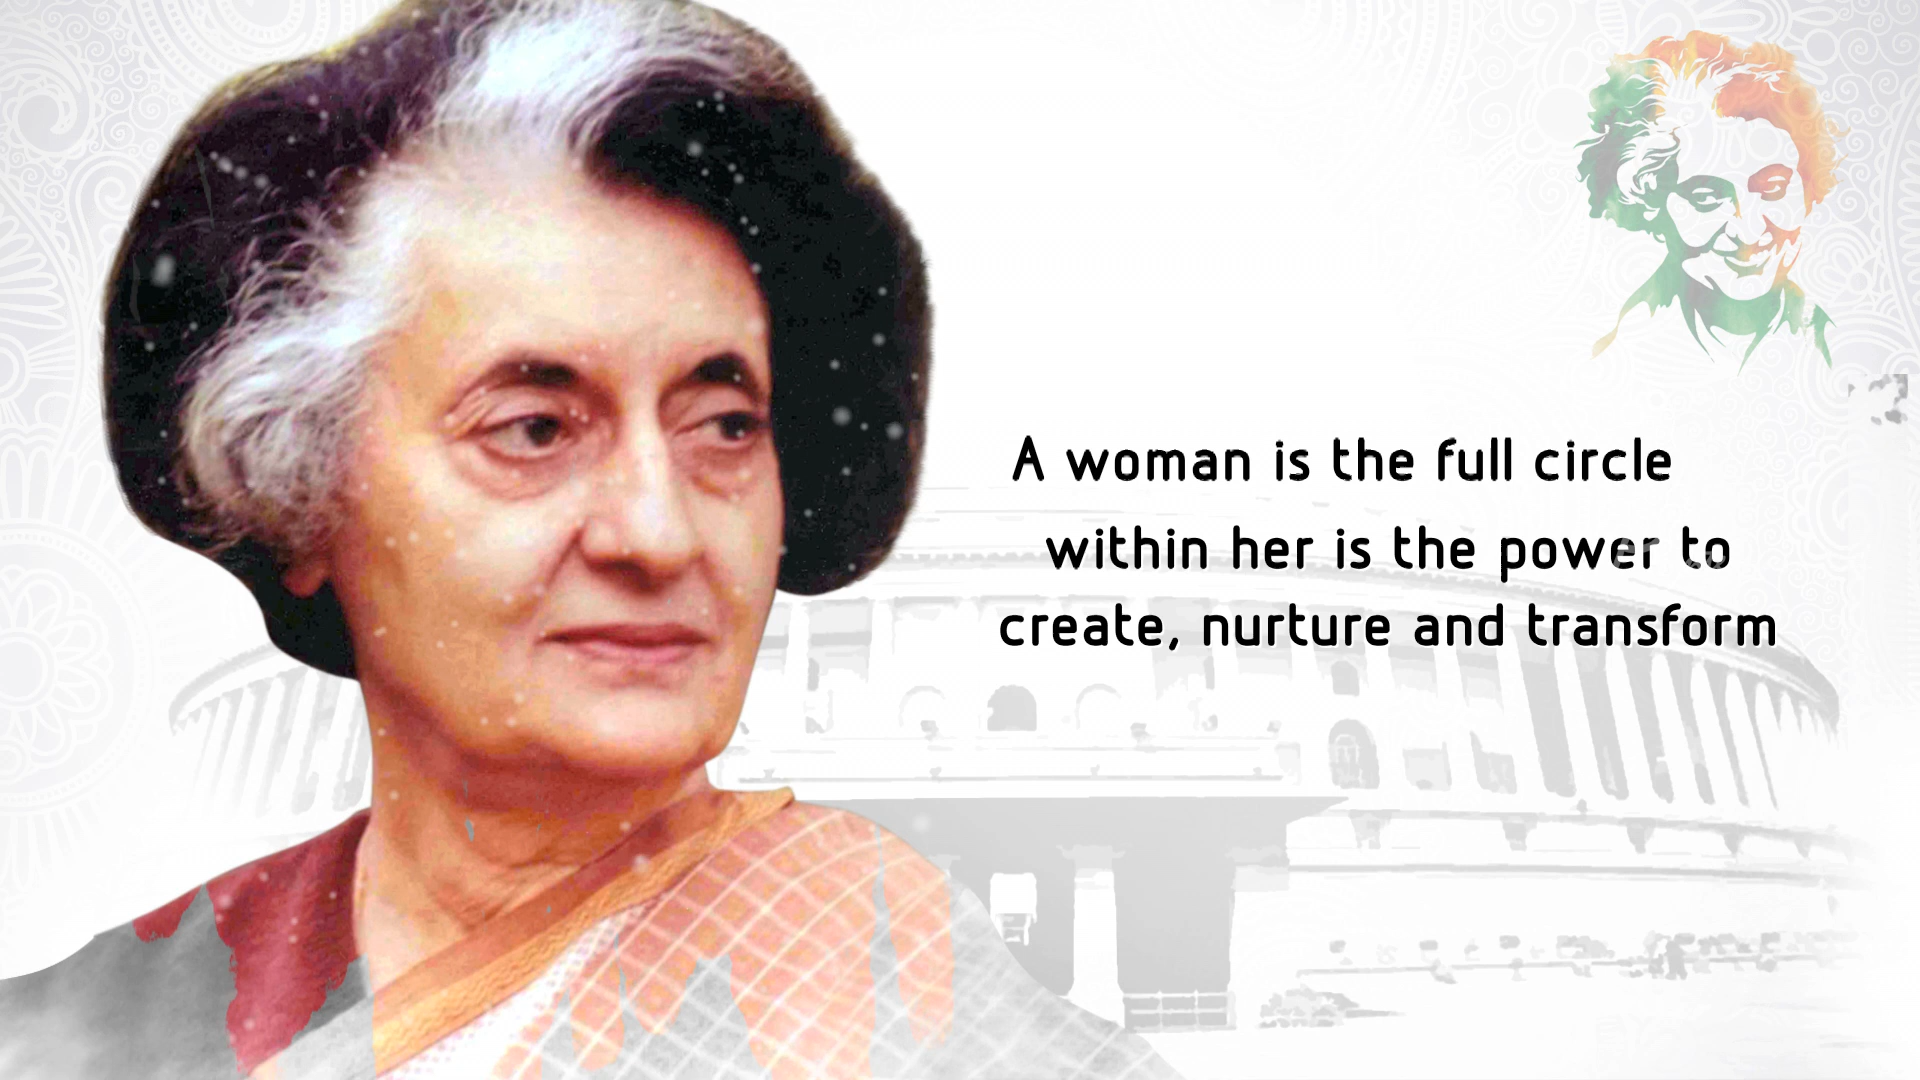 A woman is the full circle
within her is the power to
create, nurture and transform